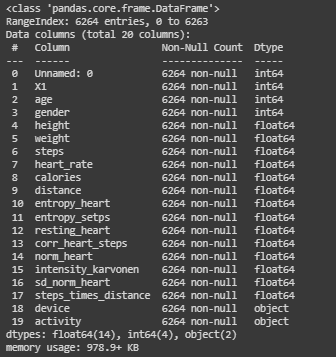 <class 'pandas.core.frame.DataFrame'>
RangeIndex: 6264 entries, 0 to 6263
Data columns (total 20 columns):
 #   Column                Non-Null Count  Dtype
---  ------                --------------  -----
 0   Unnamed: 0            6264 non-null   int64
 1   X1                    6264 non-null   int64
 2   age                   6264 non-null   int64
 3   gender                6264 non-null   int64
 4   height                6264 non-null   float64
 5   weight                6264 non-null   float64
 6   steps                 6264 non-null   float64
 7   heart_rate            6264 non-null   float64
 8   calories              6264 non-null   float64
 9   distance              6264 non-null   float64
 10  entropy_heart         6264 non-null   float64
 11  entropy_setps         6264 non-null   float64
 12  resting_heart         6264 non-null   float64
 13  corr_heart_steps      6264 non-null   float64
 14  norm_heart            6264 non-null   float64
 15  intensity_karvonen    6264 non-null   float64
 16  sd_norm_heart         6264 non-null   float64
 17  steps_times_distance  6264 non-null   float64
 18  device                6264 non-null   object
 19  activity              6264 non-null   object
dtypes: float64(14), int64(4), object(2)
memory usage: 978.9+ KB